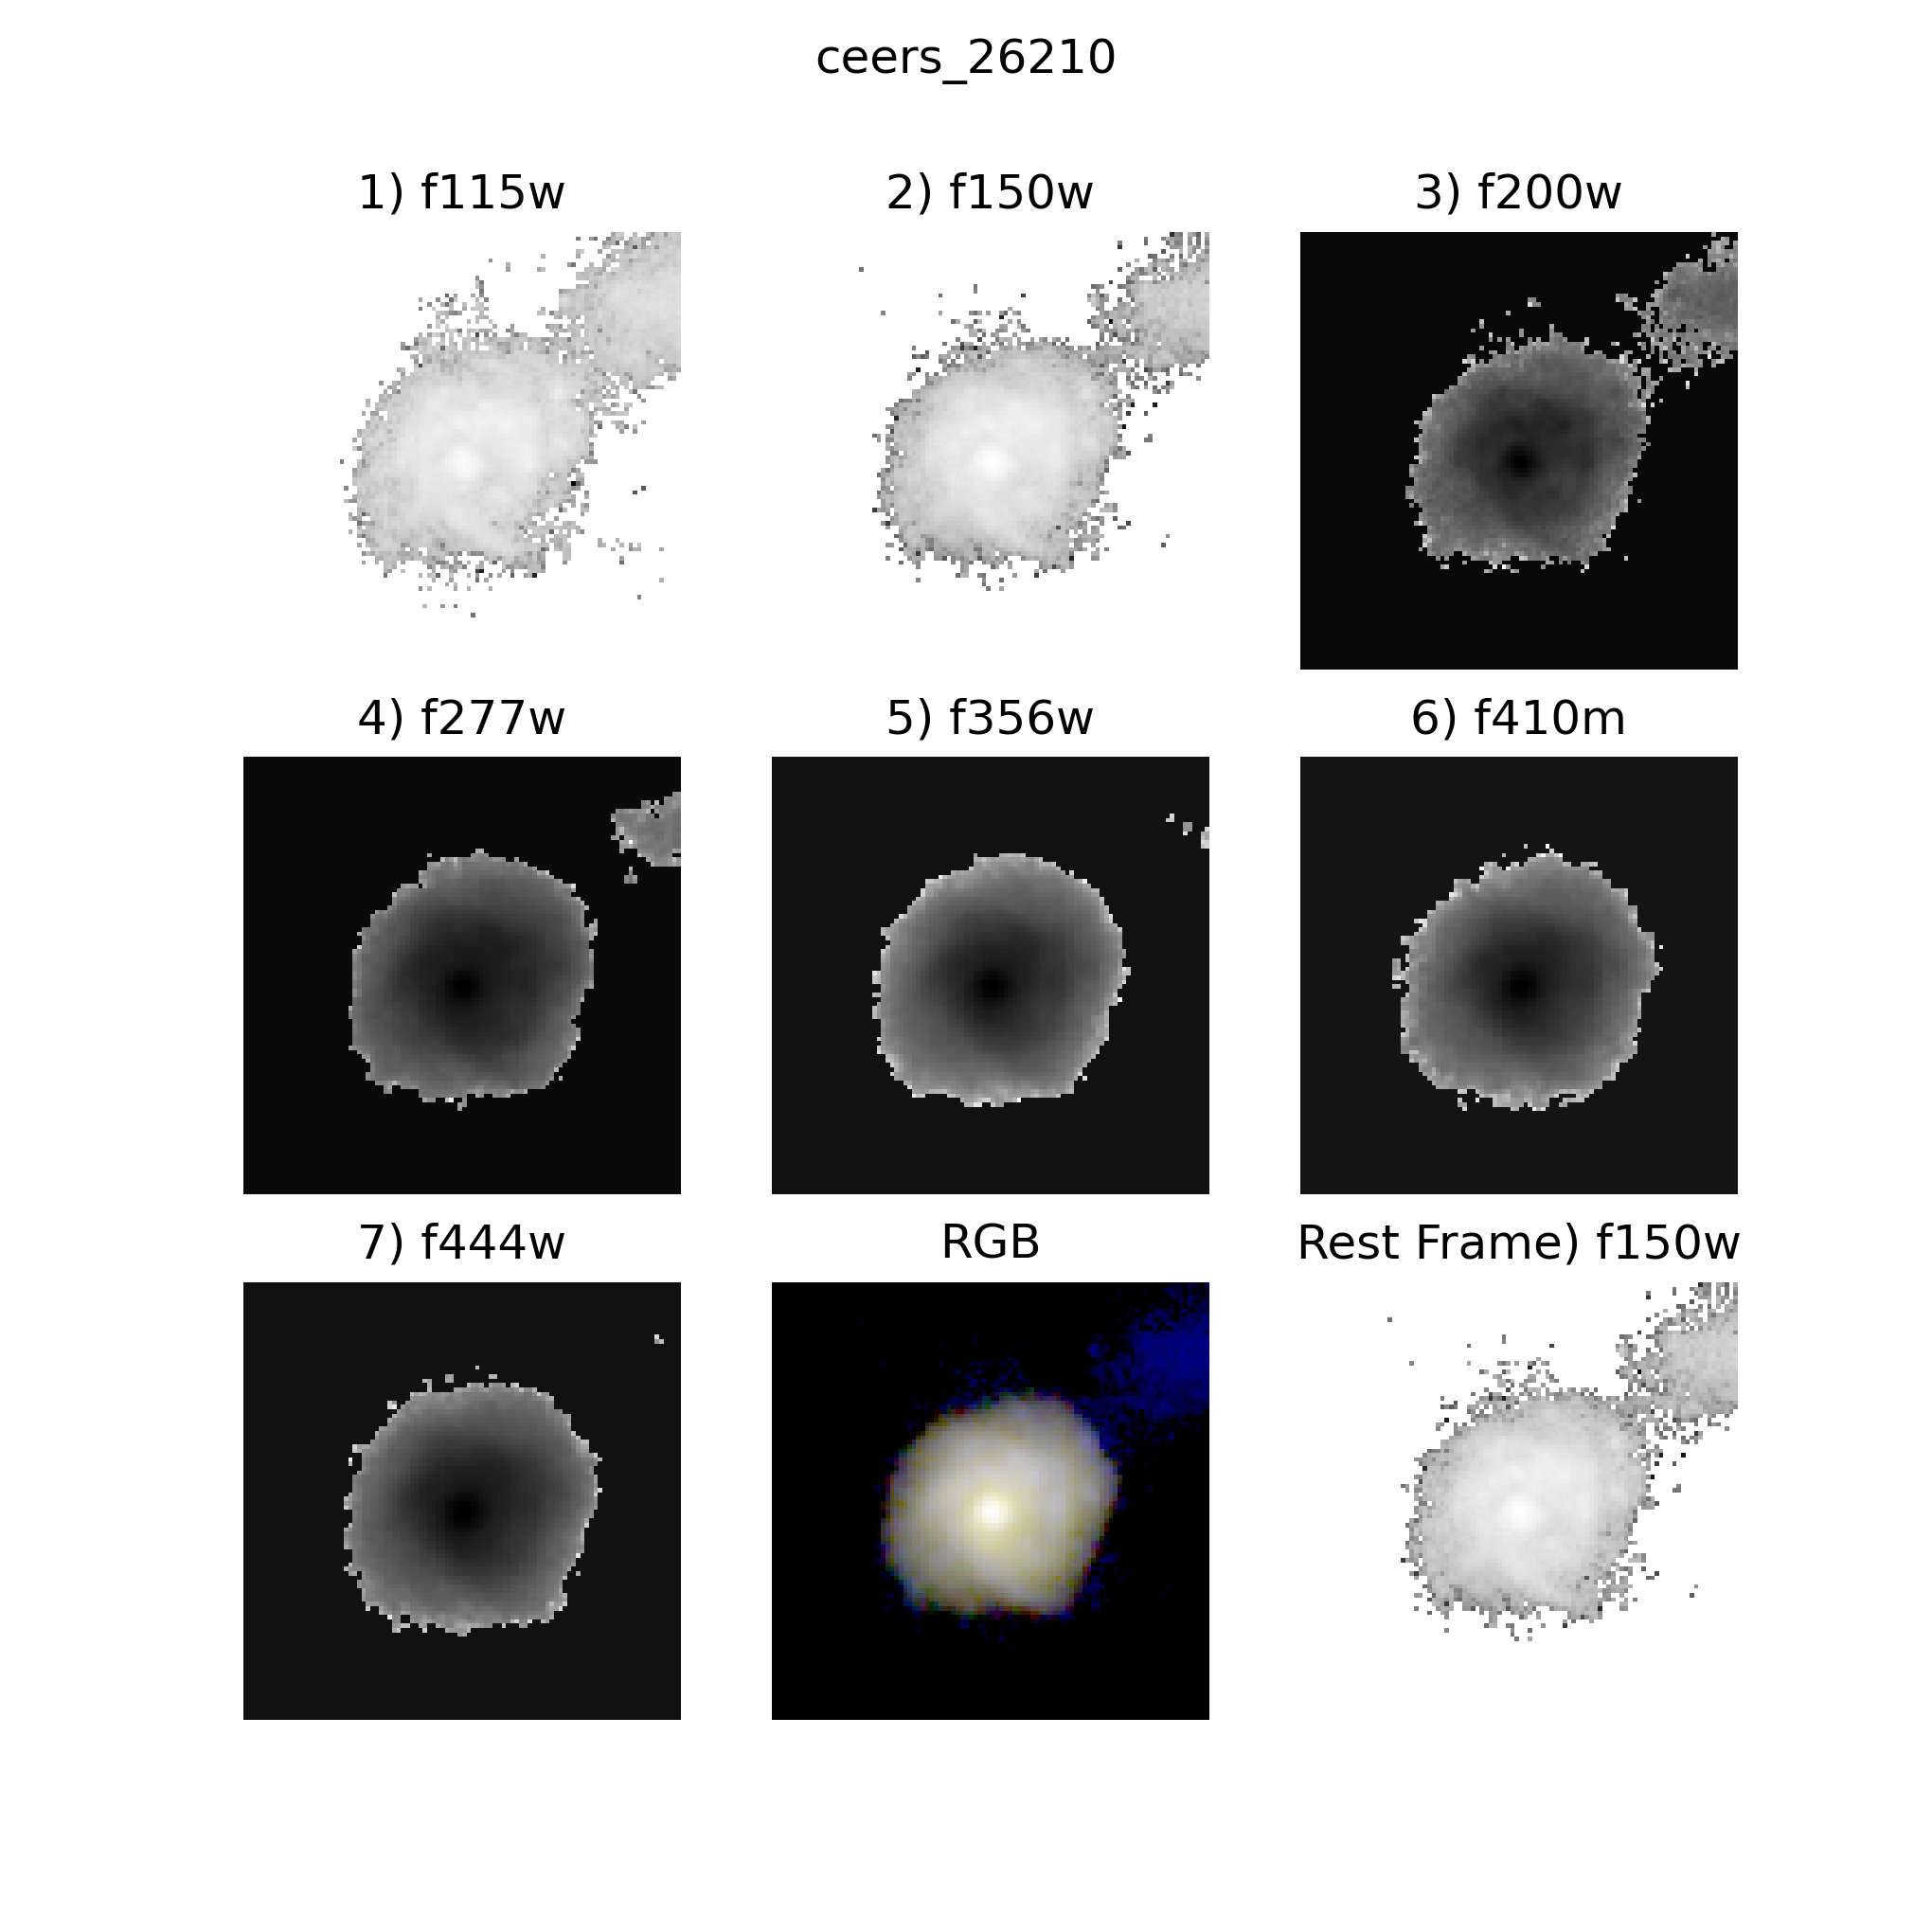 ceers_26210
1) f115w
2) f150w
3) f200w
4) f277w
5) f356w
6) f410m
7) f444w
RGB
Rest Frame) f150w